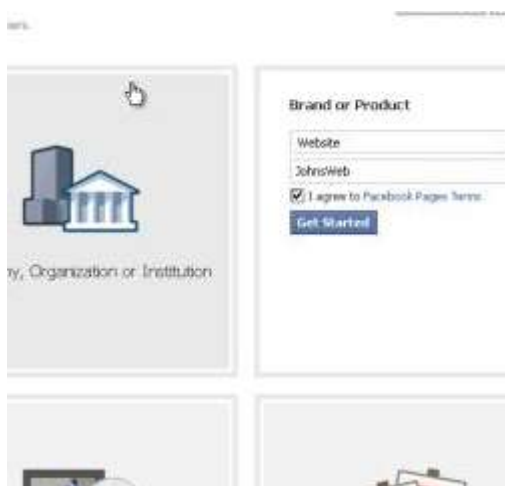 ny, Organization or Institution
Brand or Product
Website
JohnsWeb
I agree to Facebook Pages Terms.
Get Started